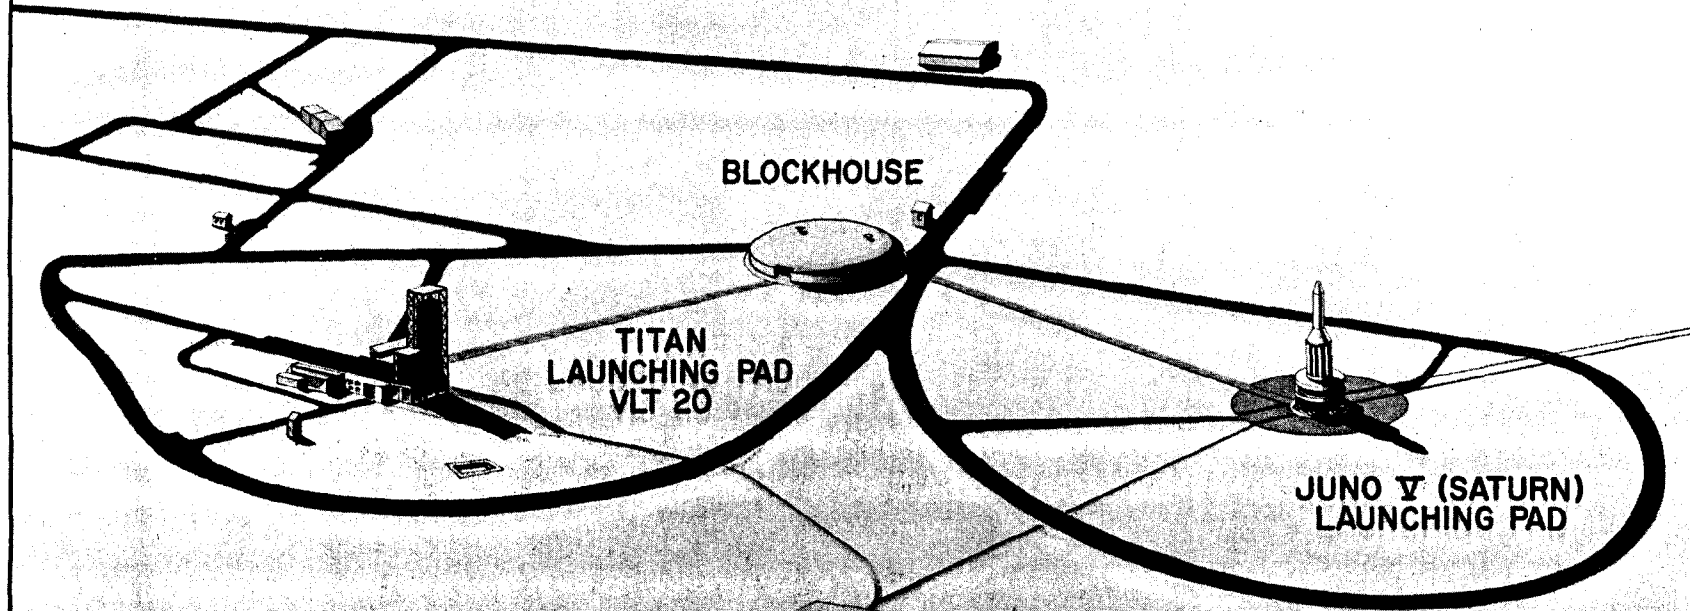 BLOCKHOUSE
TITAN
LAUNCHING PAD
VLT 20
JUNO V (SATURN)
LAUNCHING PAD